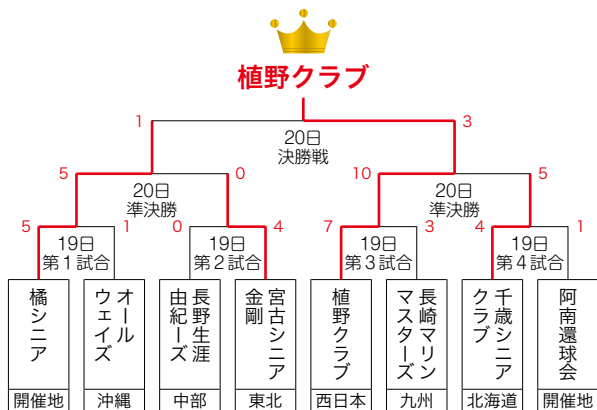 植野クラブ
1
3
20日
決勝戦
5
0
10
5
20日
準決勝
20日
準決勝
5
1
0
4
7
3
4
1
19日
第1試合
19日
第2試合
19日
第3試合
19日
第4試合
橘シニア
オール
ウェイズ
長野生涯
由紀ーズ
宮古シニア
金剛
植野クラブ
長崎マリン
マスターズ
千歳シニア
クラブ
阿南還球会
開催地
沖縄
中部
東北
西日本
九州
北海道
開催地